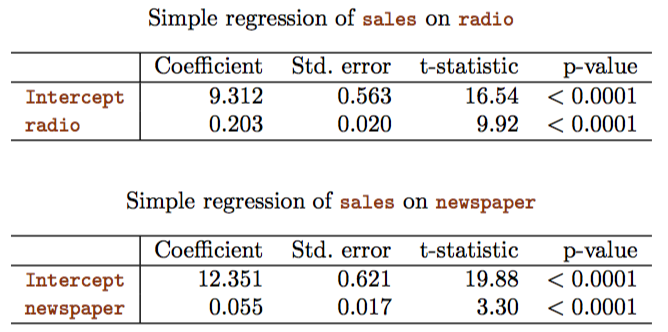 Simple regression of sales on radio
Coefficient Std. error t-statistic p-value
Intercept 9.312 0.563 16.54 < 0.0001
radio 0.203 0.020 9.92 < 0.0001
Simple regression of sales on newspaper
Coefficient Std. error t-statistic p-value
Intercept 12.351 0.621 19.88 < 0.0001
newspaper 0.055 0.017 3.30 < 0.0001